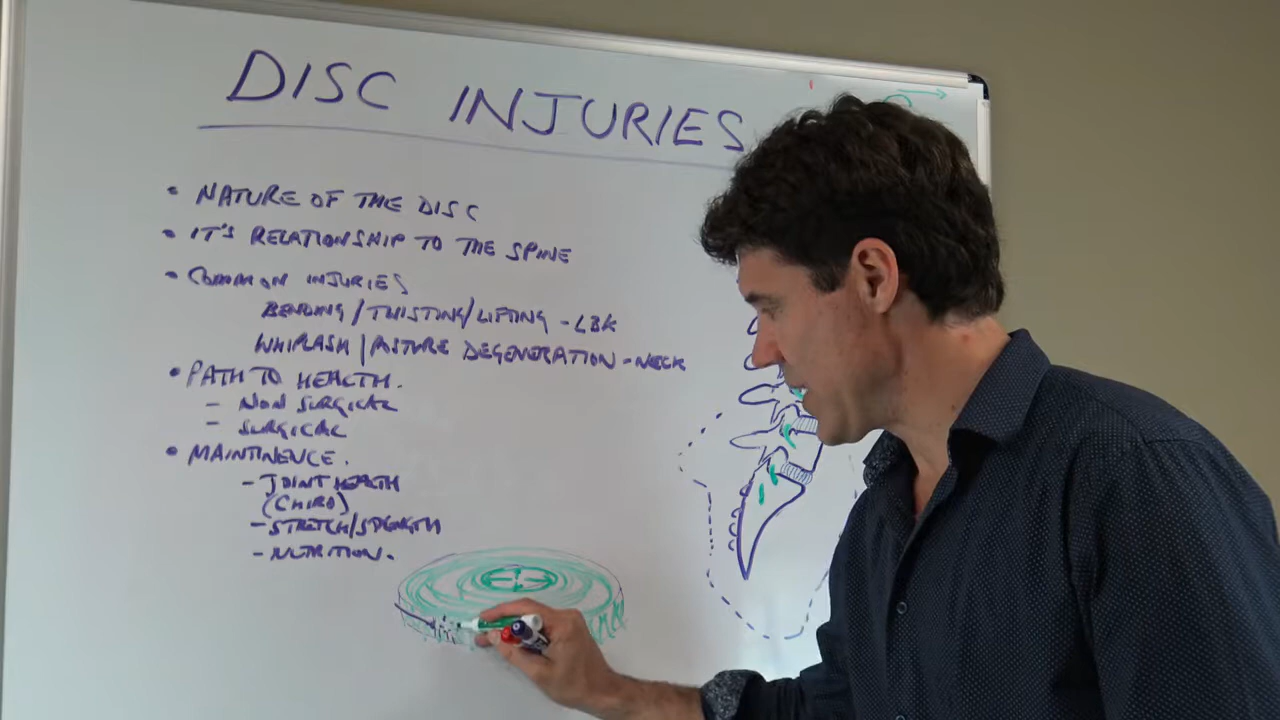 DISC INJURIES
• NATURE OF THE DISC
• IT'S RELATIONSHIP TO THE SPINE
• COMMON INJURIES
BENDING/TWISTING/LIFTING - LBK
WHIPLASH/POSTURE DEGENERATION - NECK
• PATH TO HEALTH.
- NON SURGICAL
- SURGICAL
• MAINTINENCE.
- JOINT HEALTH
(CHIRO)
- STRETCH/STRENGTH
- NUTRITION.